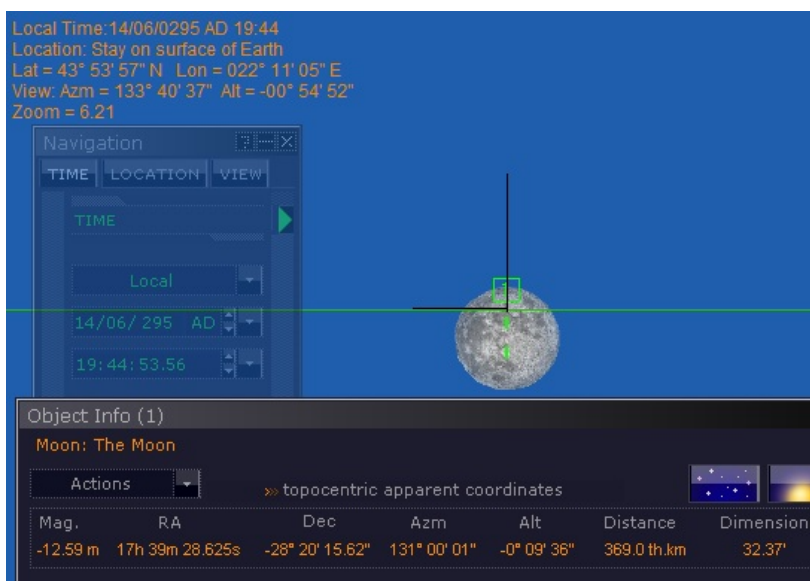 Local Time:14/06/0295 AD 19:44
Location: Stay on surface of Earth
Lat = 43° 53' 57" N Lon = 022° 11' 05" E
View: Azm = 133° 40' 37" Alt = -00° 54' 52"
Zoom = 6.21
Navigation
TIME LOCATION VIEW
TIME
Local
14/06/ 295 AD
19:44:53.56
Object Info (1)
Moon: The Moon
Actions
»» topocentric apparent coordinates
Mag. RA Dec Azm Alt Distance Dimension
-12.59 m 17h 39m 28.625s -28° 20' 15.62" 131° 00' 01" -0° 09' 36" 369.0 th.km 32.37'